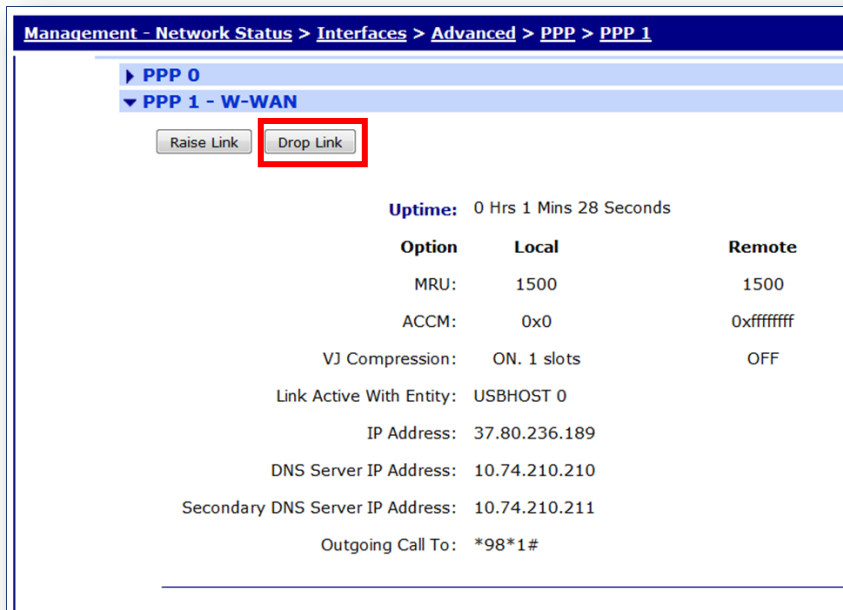 Management - Network Status > Interfaces > Advanced > PPP > PPP 1
PPP 0
PPP 1 - W-WAN
Raise Link Drop Link
Uptime: 0 Hrs 1 Mins 28 Seconds
Option Local Remote
MRU: 1500 1500
ACCM: 0x0 0xffffffff
VJ Compression: ON. 1 slots OFF
Link Active With Entity: USBHOST 0
IP Address: 37.80.236.189
DNS Server IP Address: 10.74.210.210
Secondary DNS Server IP Address: 10.74.210.211
Outgoing Call To: *98*1#